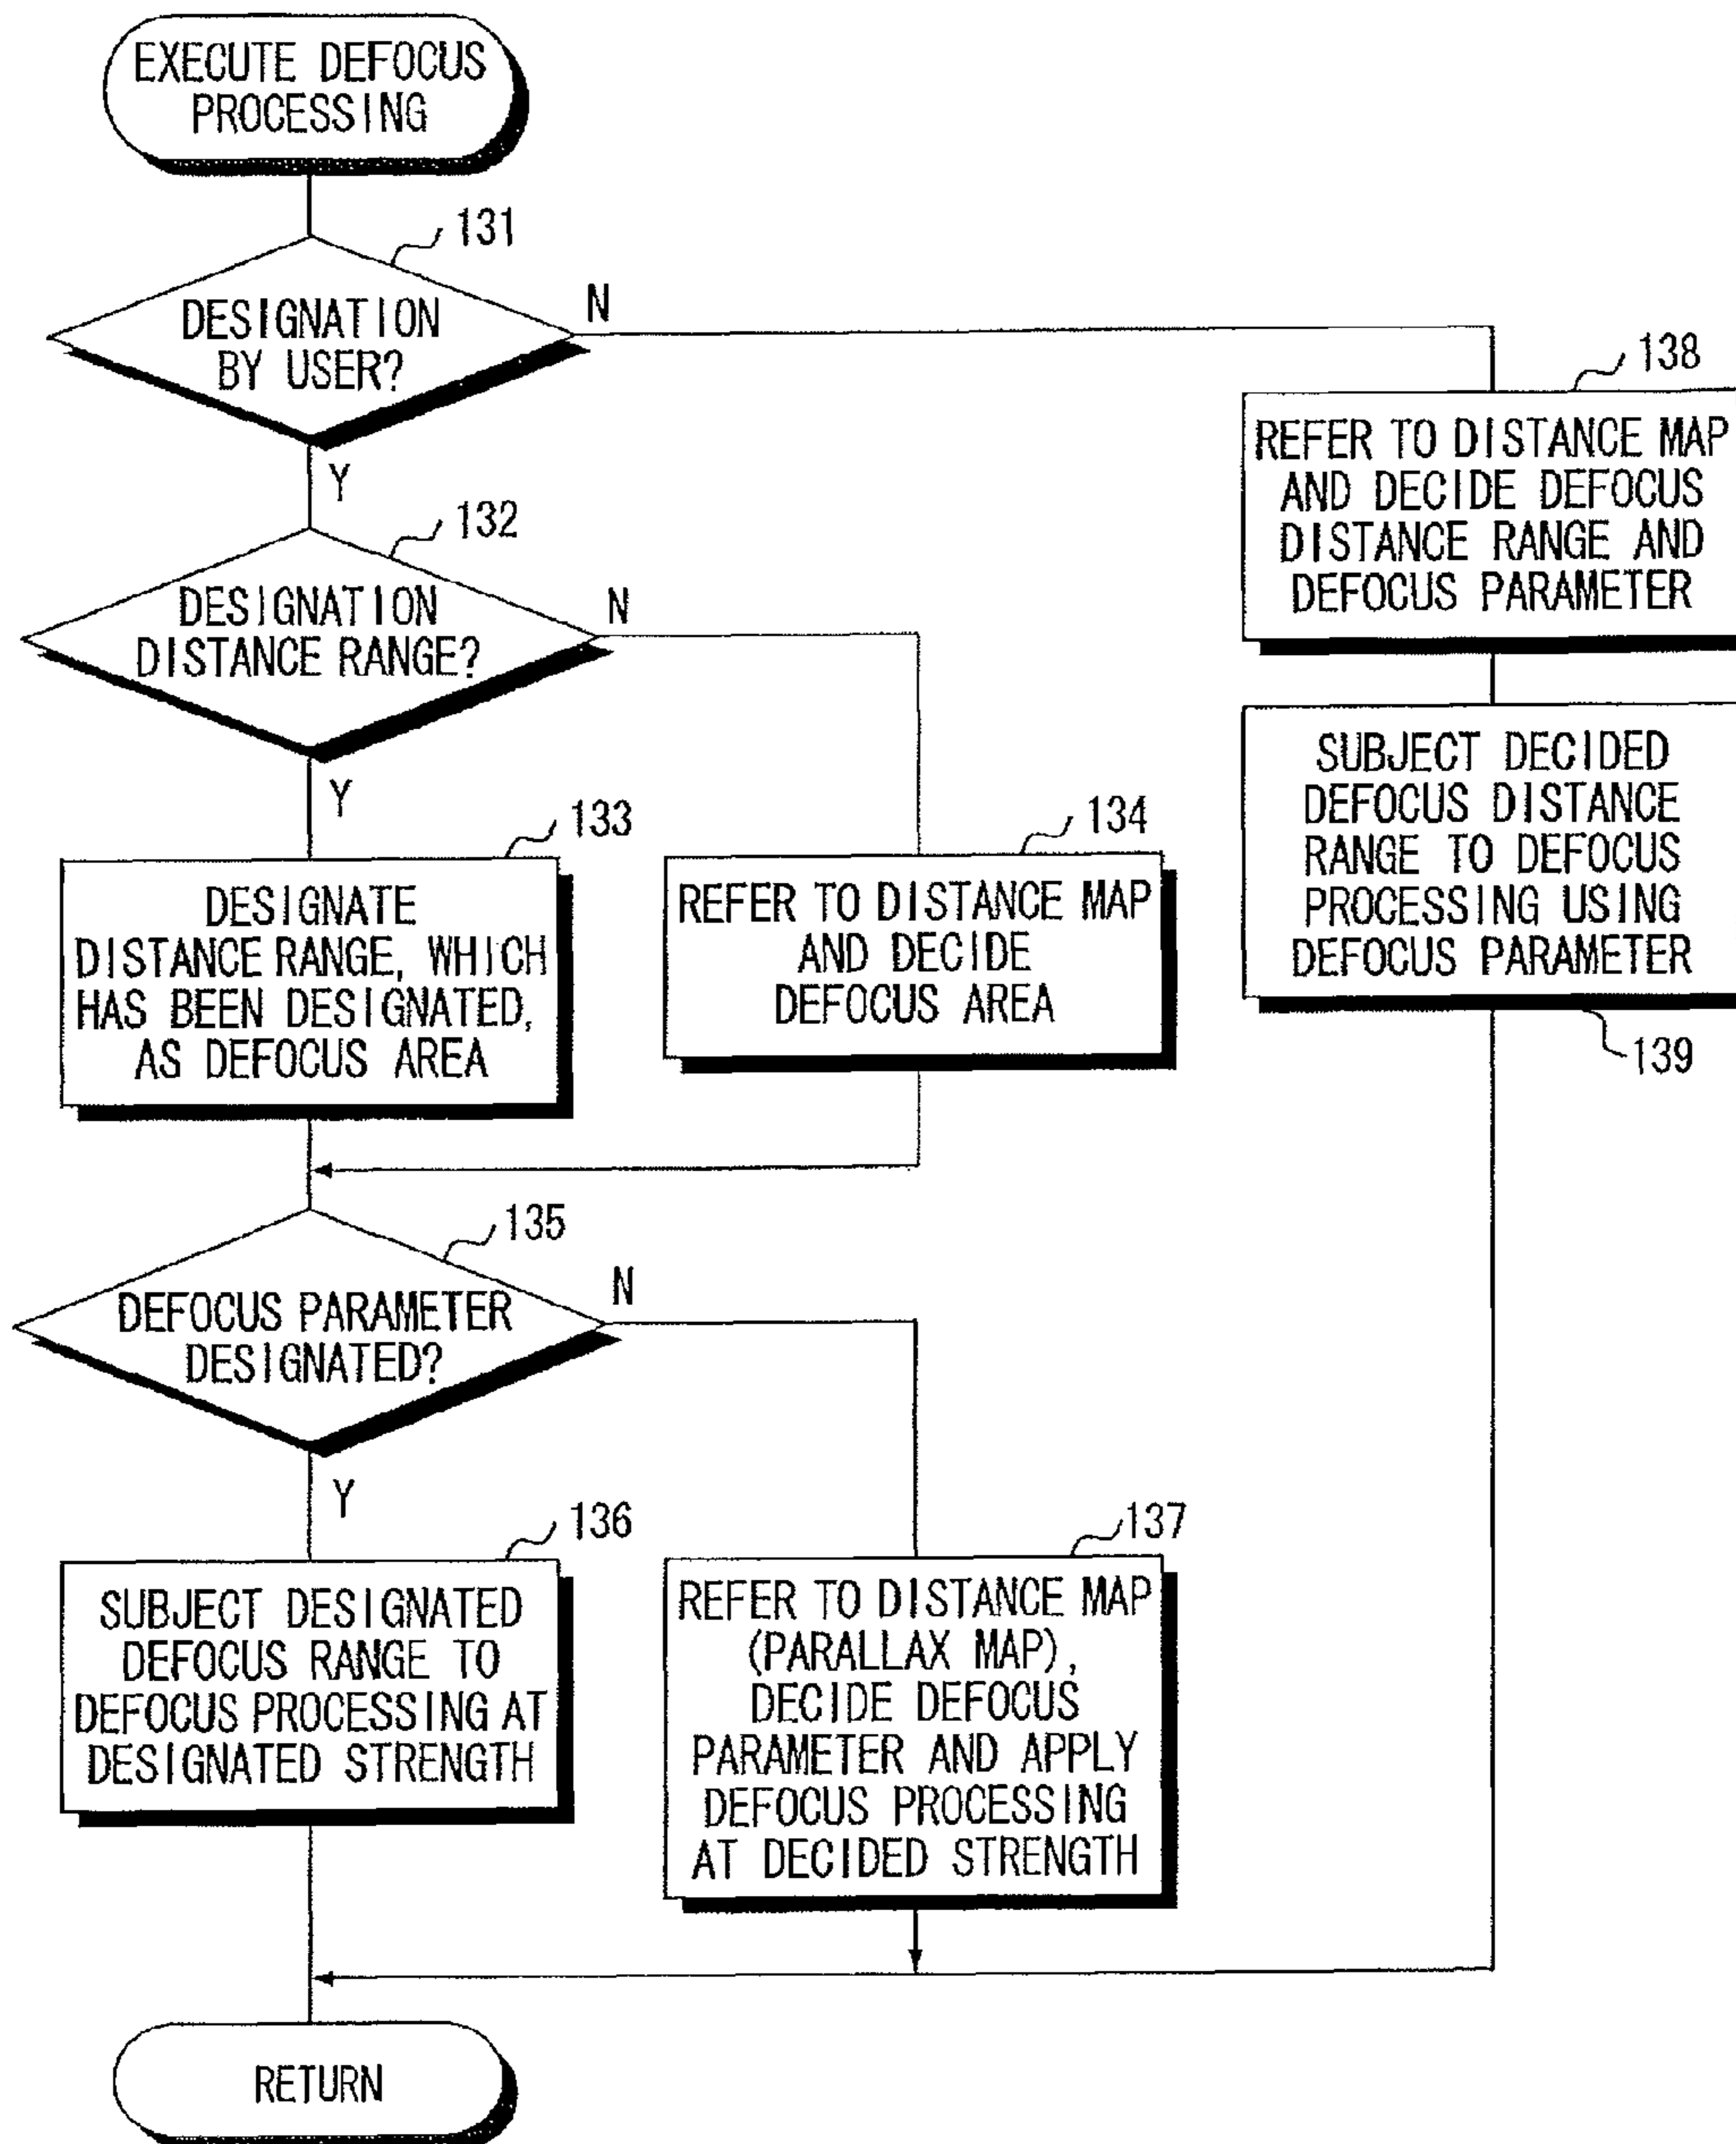 EXECUTE DEFOCUS
PROCESSING
131
DESIGNATION
BY USER?
N
Y
132
DESIGNATION
DISTANCE RANGE?
N
Y
133
DESIGNATE
DISTANCE RANGE, WHICH
HAS BEEN DESIGNATED,
AS DEFOCUS AREA
134
REFER TO DISTANCE MAP
AND DECIDE
DEFOCUS AREA
138
REFER TO DISTANCE MAP
AND DECIDE DEFOCUS
DISTANCE RANGE AND
DEFOCUS PARAMETER
SUBJECT DECIDED
DEFOCUS DISTANCE
RANGE TO DEFOCUS
PROCESSING USING
DEFOCUS PARAMETER
139
135
DEFOCUS PARAMETER
DESIGNATED?
N
Y
136
SUBJECT DESIGNATED
DEFOCUS RANGE TO
DEFOCUS PROCESSING AT
DESIGNATED STRENGTH
137
REFER TO DISTANCE MAP
(PARALLAX MAP),
DECIDE DEFOCUS
PARAMETER AND APPLY
DEFOCUS PROCESSING
AT DECIDED STRENGTH
RETURN